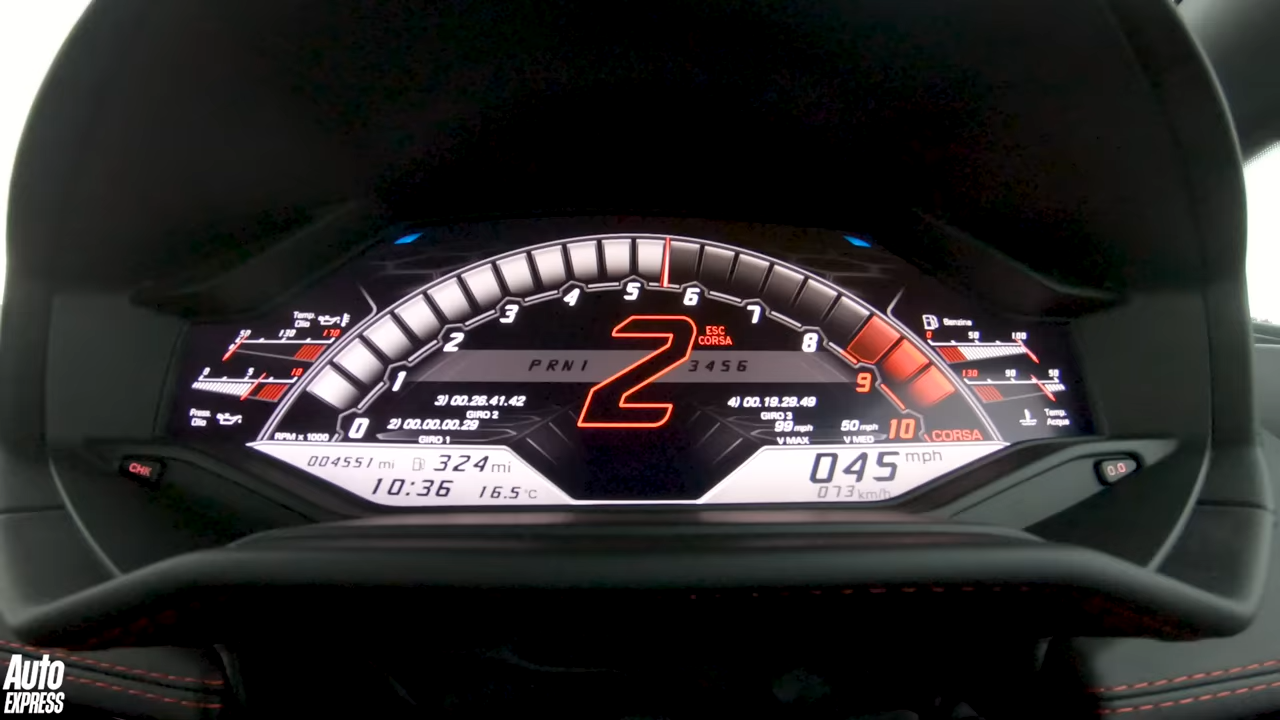 Temp.
Olio
50 130 170
0 5 10
Press.
Olio
Benzina
0 50 100
130 90 50
Temp.
Acqua
0 1 2 3 4 5 6 7 8 9 10
RPM x 1000
ESC
CORSA
PRN1 2 3456
3) 00.26.41.42
GIRO 2
2) 00.00.00.29
GIRO 1
4) 00.19.29.49
GIRO 3
99 mph
V MAX
50 mph
V MED
CORSA
004551 mi 324 mi
10:36 16.5°C
045 mph
073 km/h
CHK
0.0
Auto
EXPRESS